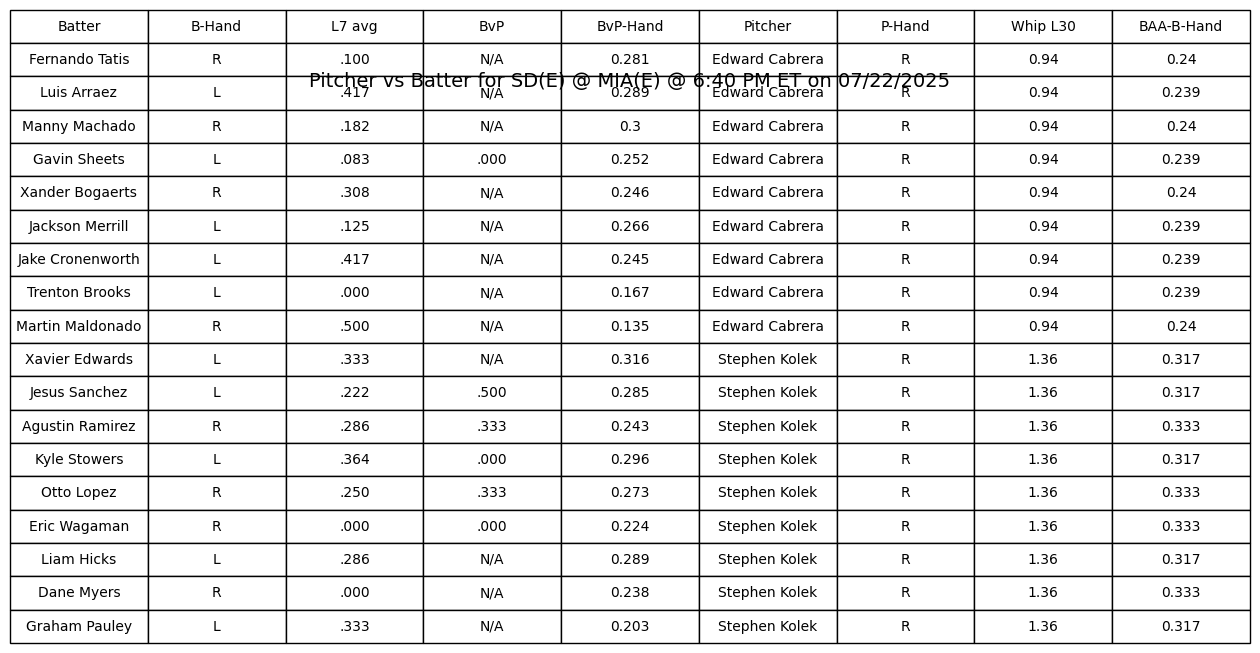 Batter B-Hand L7 avg BvP BvP-Hand Pitcher P-Hand Whip L30 BAA-B-Hand
Fernando Tatis R .100 N/A 0.281 Edward Cabrera R 0.94 0.24
Pitcher vs Batter for SD(E) @ MIA(E) @ 6:40 PM ET on 07/22/2025
Luis Arraez L .417 N/A 0.289 Edward Cabrera R 0.94 0.239
Manny Machado R .182 N/A 0.3 Edward Cabrera R 0.94 0.24
Gavin Sheets L .083 .000 0.252 Edward Cabrera R 0.94 0.239
Xander Bogaerts R .308 N/A 0.246 Edward Cabrera R 0.94 0.24
Jackson Merrill L .125 N/A 0.266 Edward Cabrera R 0.94 0.239
Jake Cronenworth L .417 N/A 0.245 Edward Cabrera R 0.94 0.239
Trenton Brooks L .000 N/A 0.167 Edward Cabrera R 0.94 0.239
Martin Maldonado R .500 N/A 0.135 Edward Cabrera R 0.94 0.24
Xavier Edwards L .333 N/A 0.316 Stephen Kolek R 1.36 0.317
Jesus Sanchez L .222 .500 0.285 Stephen Kolek R 1.36 0.317
Agustin Ramirez R .286 .333 0.243 Stephen Kolek R 1.36 0.333
Kyle Stowers L .364 .000 0.296 Stephen Kolek R 1.36 0.317
Otto Lopez R .250 .333 0.273 Stephen Kolek R 1.36 0.333
Eric Wagaman R .000 .000 0.224 Stephen Kolek R 1.36 0.333
Liam Hicks L .286 N/A 0.289 Stephen Kolek R 1.36 0.317
Dane Myers R .000 N/A 0.238 Stephen Kolek R 1.36 0.333
Graham Pauley L .333 N/A 0.203 Stephen Kolek R 1.36 0.317